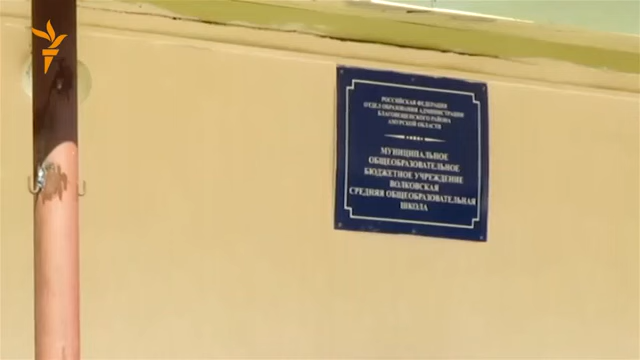 РОССИЙСКАЯ ФЕДЕРАЦИЯ
ОТДЕЛ ОБРАЗОВАНИЯ АДМИНИСТРАЦИИ
БЛАГОВЕЩЕНСКОГО РАЙОНА
АМУРСКОЙ ОБЛАСТИ
МУНИЦИПАЛЬНОЕ
ОБЩЕОБРАЗОВАТЕЛЬНОЕ
БЮДЖЕТНОЕ УЧРЕЖДЕНИЕ
ВОЛКОВСКАЯ
СРЕДНЯЯ ОБЩЕОБРАЗОВАТЕЛЬНАЯ
ШКОЛА